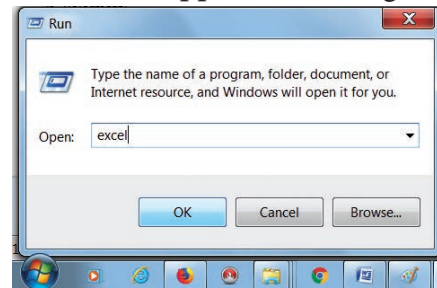 Run
Type the name of a program, folder, document, or
Internet resource, and Windows will open it for you.
Open: excel
OK Cancel Browse...